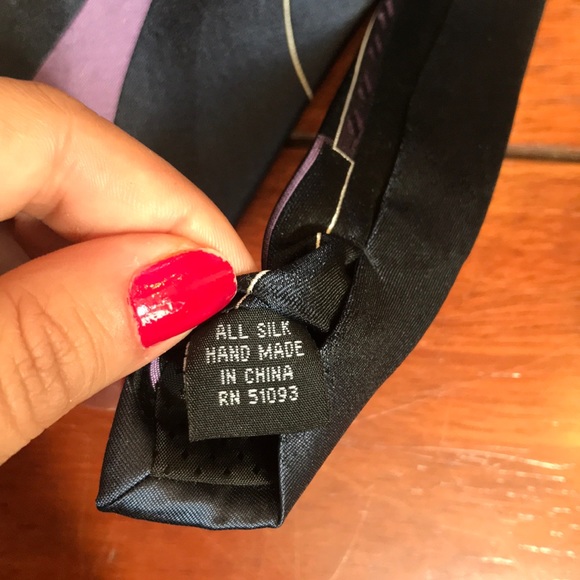 ALL SILK
HAND MADE
IN CHINA
RN 51093